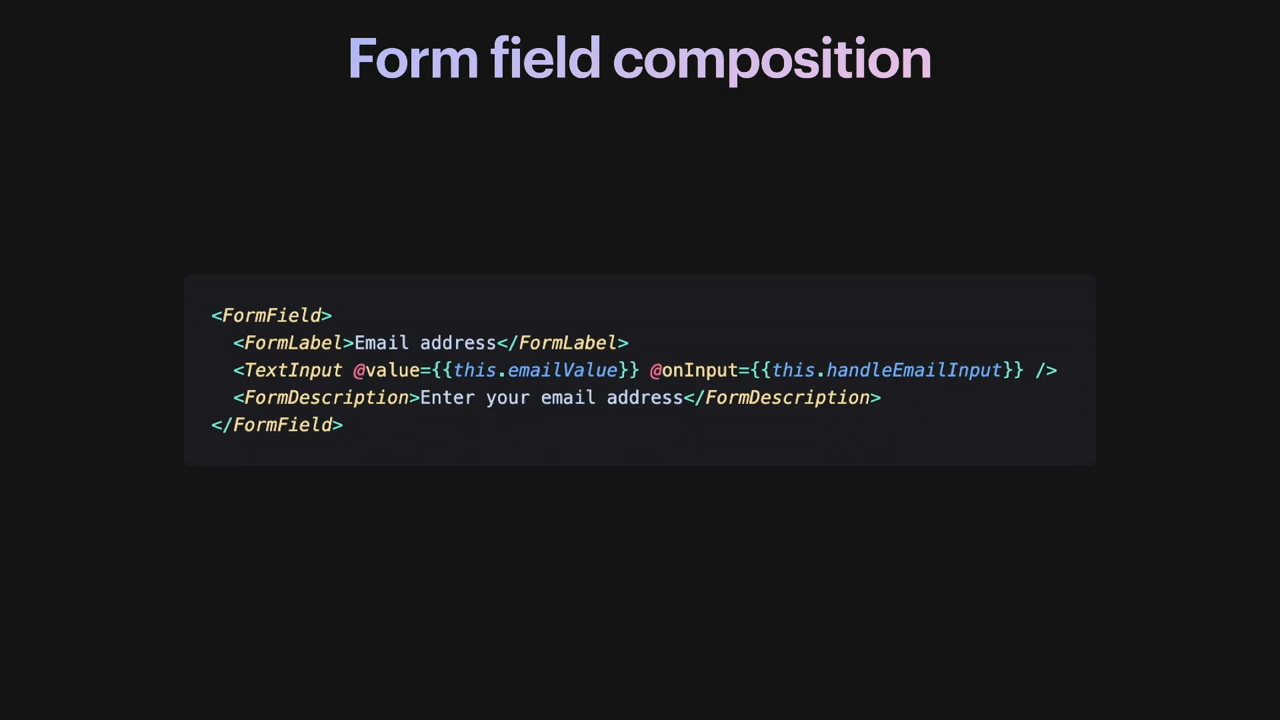 Form field composition
<FormField>
  <FormLabel>Email address</FormLabel>
  <TextInput @value={{this.emailValue}} @onInput={{this.handleEmailInput}} />
  <FormDescription>Enter your email address</FormDescription>
</FormField>